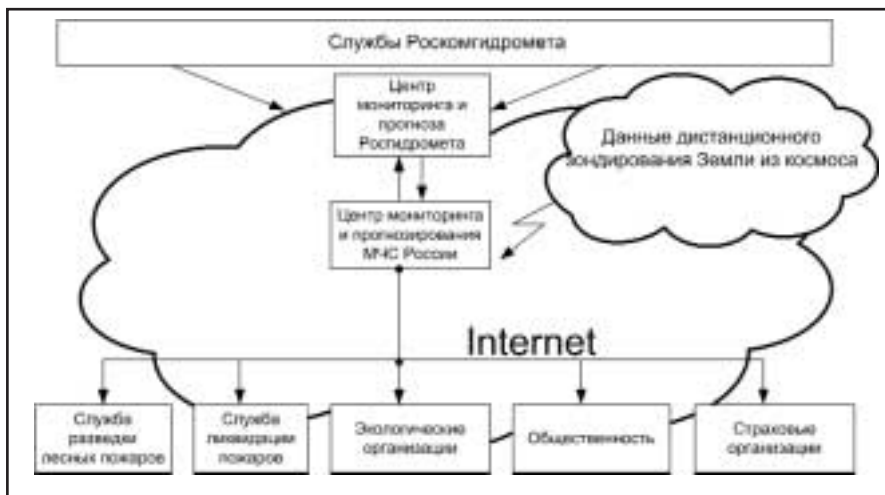 Службы Роскомгидромета
Центр
мониторинга и
прогноза
Росгидромета
Данные дистанционного
зондирования Земли из космоса
Центр мониторинга
и прогнозирования
МЧС России
Internet
Служба
разведки
лесных пожаров
Служба
ликвидации
пожаров
Экологические
организации
Общественность
Страховые
организации